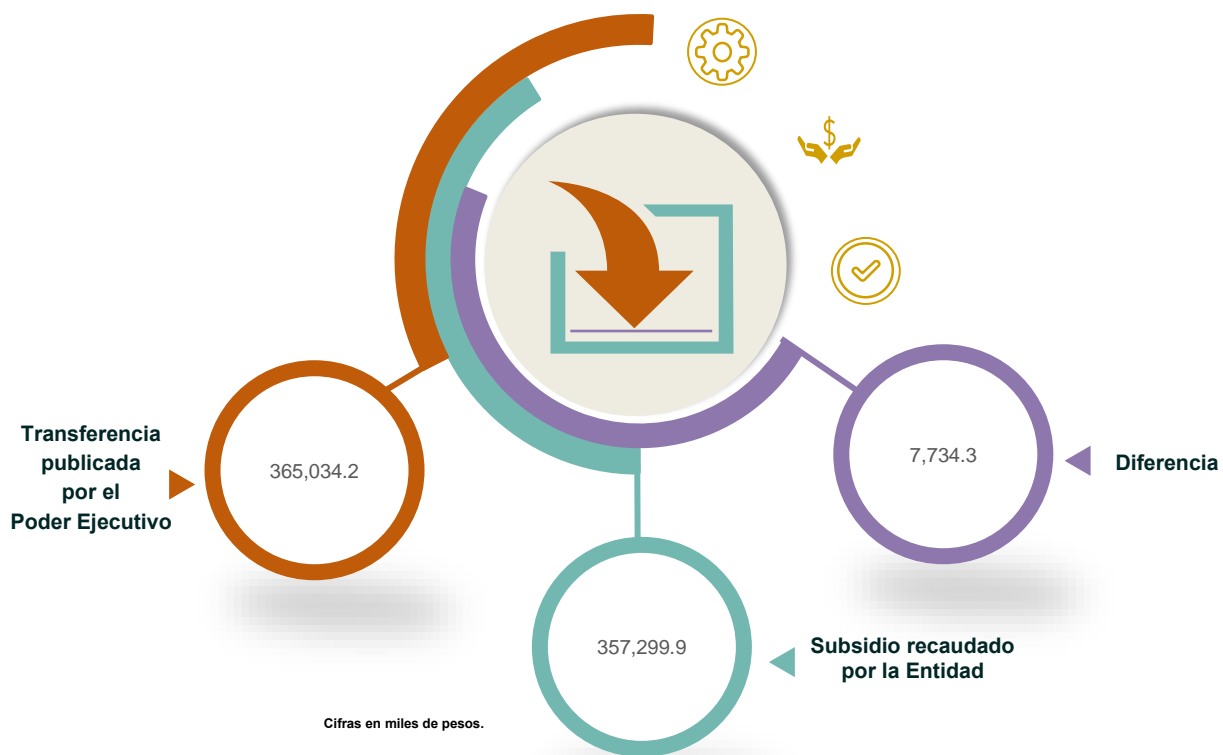 Transferencia
publicada
por el
Poder Ejecutivo
365,034.2
7,734.3
Diferencia
357,299.9
Subsidio recaudado
por la Entidad
Cifras en miles de pesos.
$